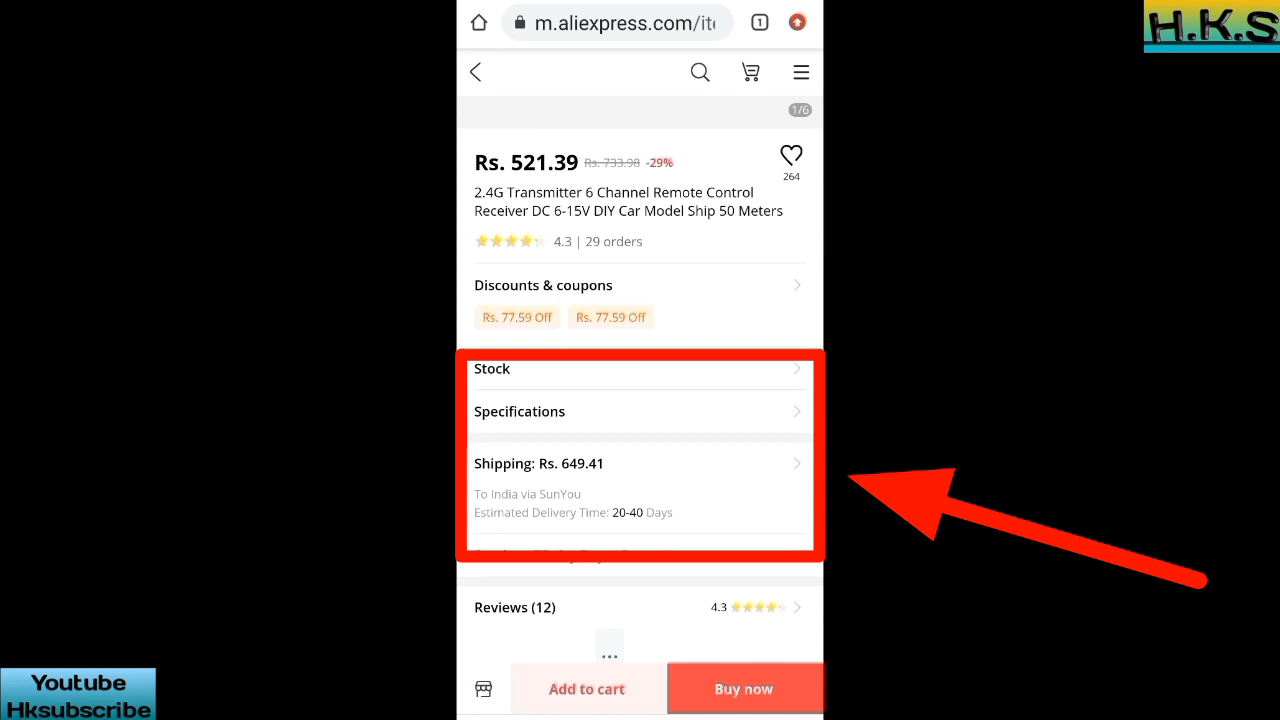 m.aliexpress.com/ite
1
H.K.S
1/6
Rs. 521.39 Rs. 733.98 -29%
264
2.4G Transmitter 6 Channel Remote Control
Receiver DC 6-15V DIY Car Model Ship 50 Meters
4.3 | 29 orders
Discounts & coupons
Rs. 77.59 Off Rs. 77.59 Off
Stock
Specifications
Shipping: Rs. 649.41
To India via SunYou
Estimated Delivery Time: 20-40 Days
Reviews (12) 4.3
...
Add to cart Buy now
Youtube
Hksubscribe